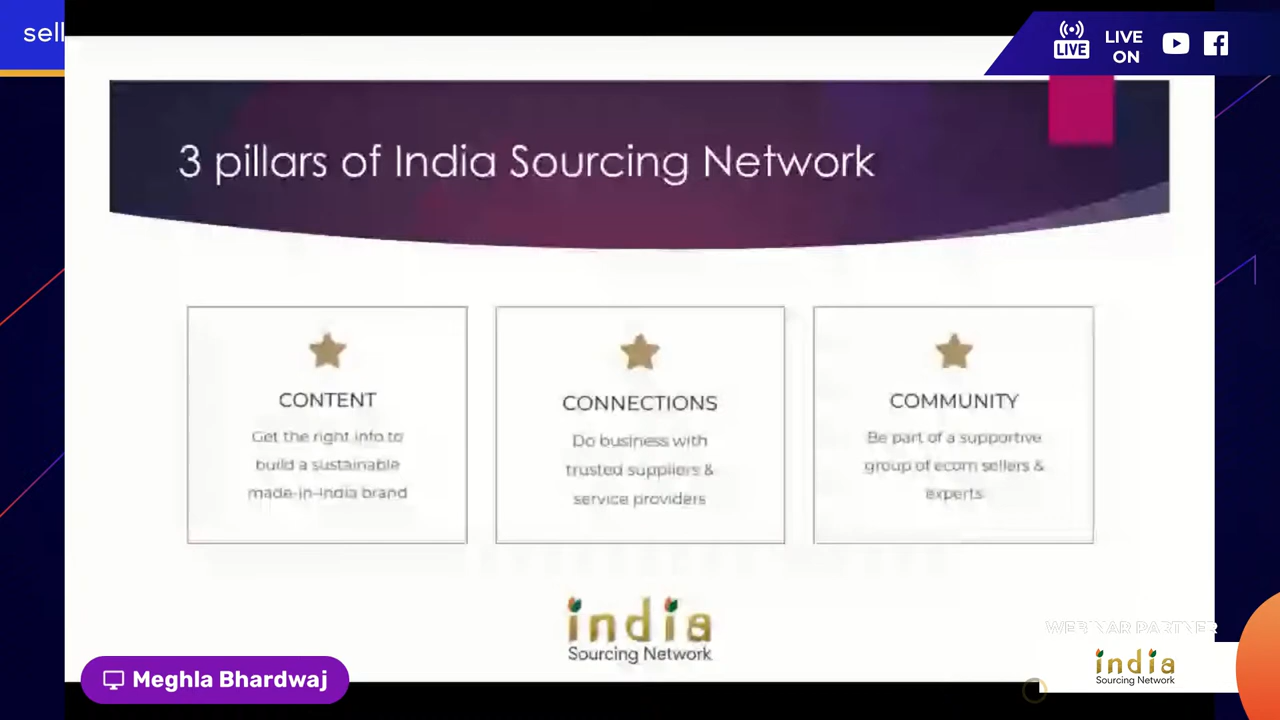 sell
LIVE
LIVE
ON
3 pillars of India Sourcing Network
CONTENT
Get the right info to
build a sustainable
made-in-India brand
CONNECTIONS
Do business with
trusted suppliers &
service providers
COMMUNITY
Be part of a supportive
group of ecom sellers &
experts
india
Sourcing Network
Meghla Bhardwaj
WEBINAR PARTNER
india
Sourcing Network